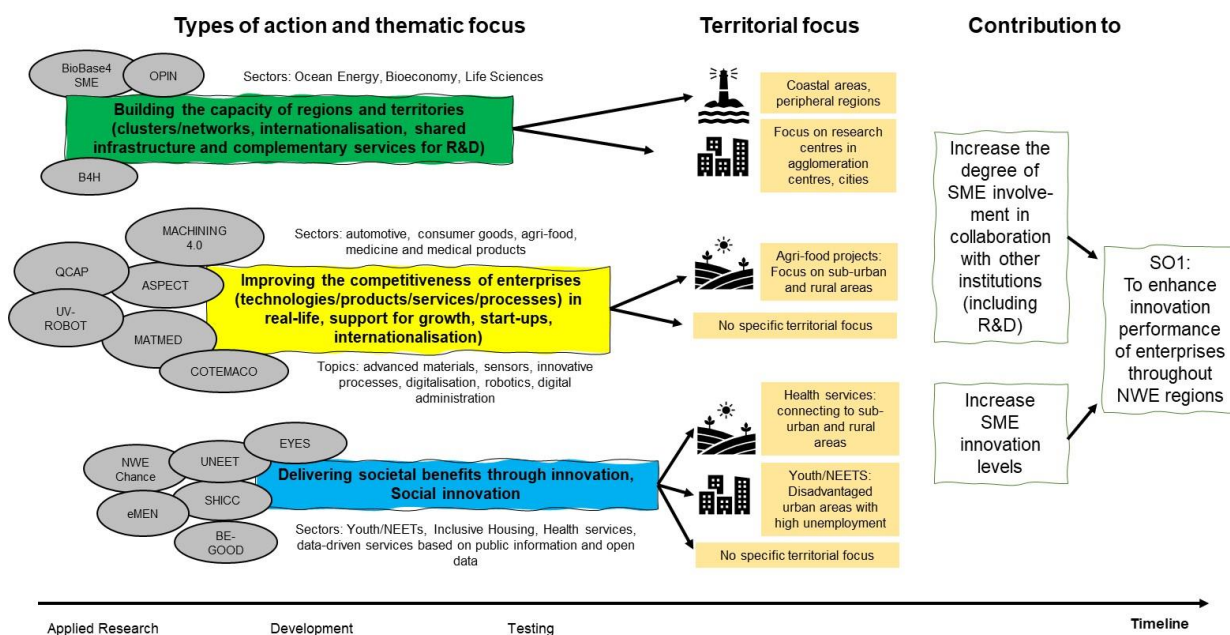 Types of action and thematic focus
Territorial focus
Contribution to
BioBase4
SME
OPIN
Sectors: Ocean Energy, Bioeconomy, Life Sciences
Building the capacity of regions and territories
(clusters/networks, internationalisation, shared
infrastructure and complementary services for R&D)
B4H
Coastal areas,
peripheral regions
Focus on research
centres in
agglomeration
centres, cities
MACHINING
4.0
Sectors: automotive, consumer goods, agri-food,
medicine and medical products
QCAP
ASPECT
UV-
ROBOT
MATMED
COTEMACO
Improving the competitiveness of enterprises
(technologies/products/services/processes) in
real-life, support for growth, start-ups,
internationalisation)
Topics: advanced materials, sensors, innovative
processes, digitalisation, robotics, digital
administration
Agri-food projects:
Focus on sub-urban
and rural areas
No specific territorial focus
EYES
NWE
Chance
UNEET
eMEN
SHICC
BE-
GOOD
Delivering societal benefits through innovation,
Social innovation
Sectors: Youth/NEETs, Inclusive Housing, Health services,
data-driven services based on public information and open
data
Health services:
connecting to sub-
urban and rural
areas
Youth/NEETS:
Disadvantaged
urban areas with
high unemployment
No specific territorial focus
Increase the
degree of
SME involve-
ment in
collaboration
with other
institutions
(including
R&D)
Increase
SME
innovation
levels
SO1:
To enhance
innovation
performance
of enterprises
throughout
NWE regions
Applied Research
Development
Testing
Timeline